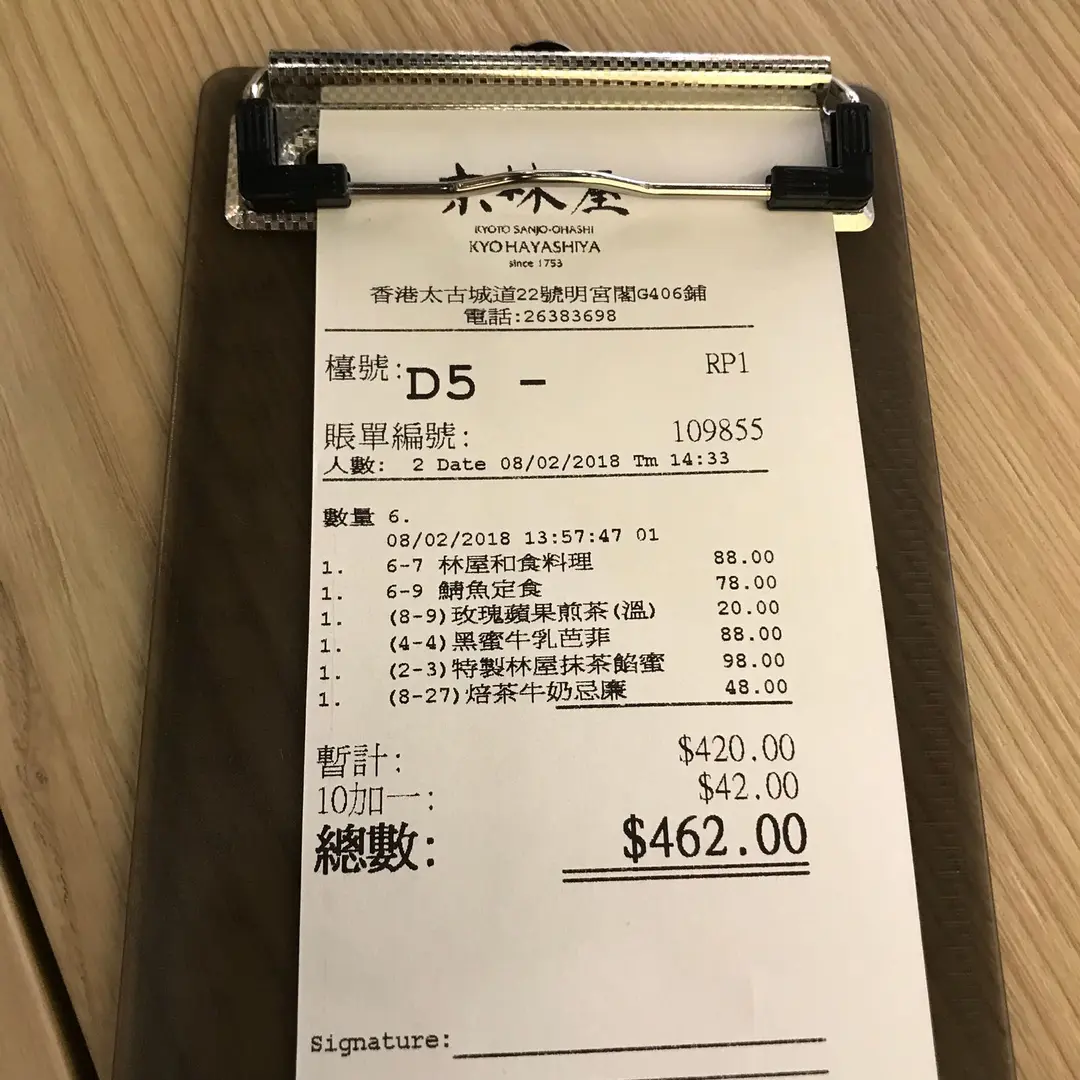 京林屋
KYOTO SANJO-OHASHI
KYO HAYASHIYA
since 1753
香港太古城道22號明宮閣G406鋪
電話:26383698
檯號:D5 - RP1
賬單編號: 109855
人數: 2 Date 08/02/2018 Tm 14:33
數量 6.
08/02/2018 13:57:47 01
1. 6-7 林屋和食料理 88.00
1. 6-9 鯖魚定食 78.00
1. (8-9)玫瑰蘋果煎茶(溫) 20.00
1. (4-4)黑蜜牛乳芭菲 88.00
1. (2-3)特製林屋抹茶餡蜜 98.00
1. (8-27)焙茶牛奶忌廉 48.00
暫計: $420.00
10加一: $42.00
總數: $462.00
Signature: